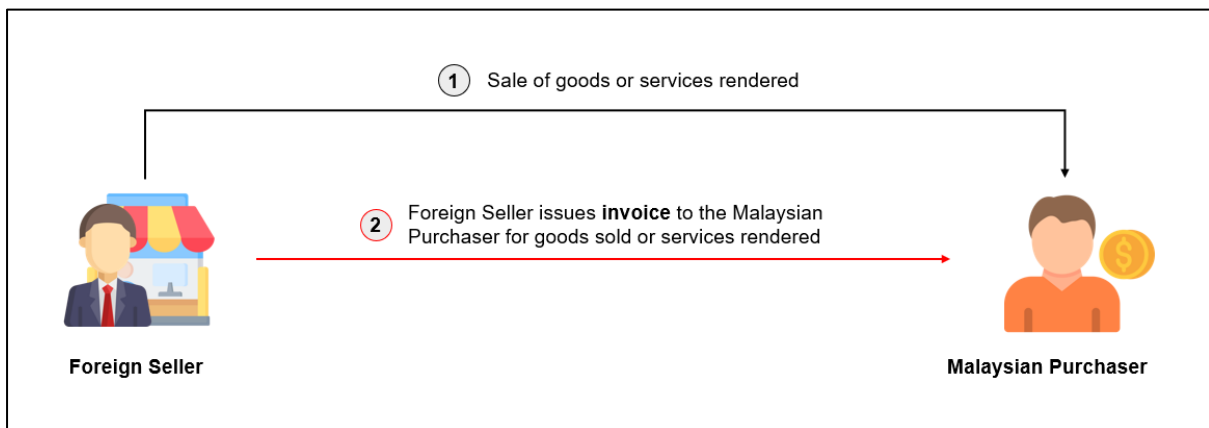 1 Sale of goods or services rendered
2 Foreign Seller issues invoice to the Malaysian
Purchaser for goods sold or services rendered
$
Foreign Seller
Malaysian Purchaser